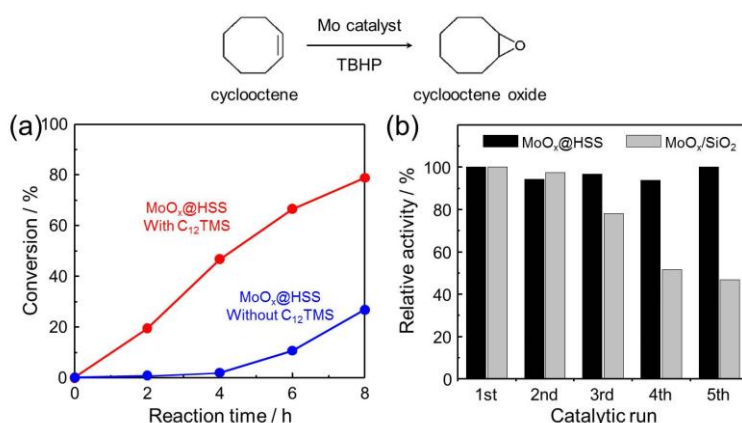 Mo catalyst
TBHP
cyclooctene
cyclooctene oxide
(a)
100
80
60
40
20
0
Conversion / %
MoOₓ@HSS
With C₁₂TMS
MoOₓ@HSS
Without C₁₂TMS
0 2 4 6 8
Reaction time / h
(b)
MoOₓ@HSS MoOₓ/SiO₂
100
80
60
40
20
0
Relative activity / %
1st 2nd 3rd 4th 5th
Catalytic run
O